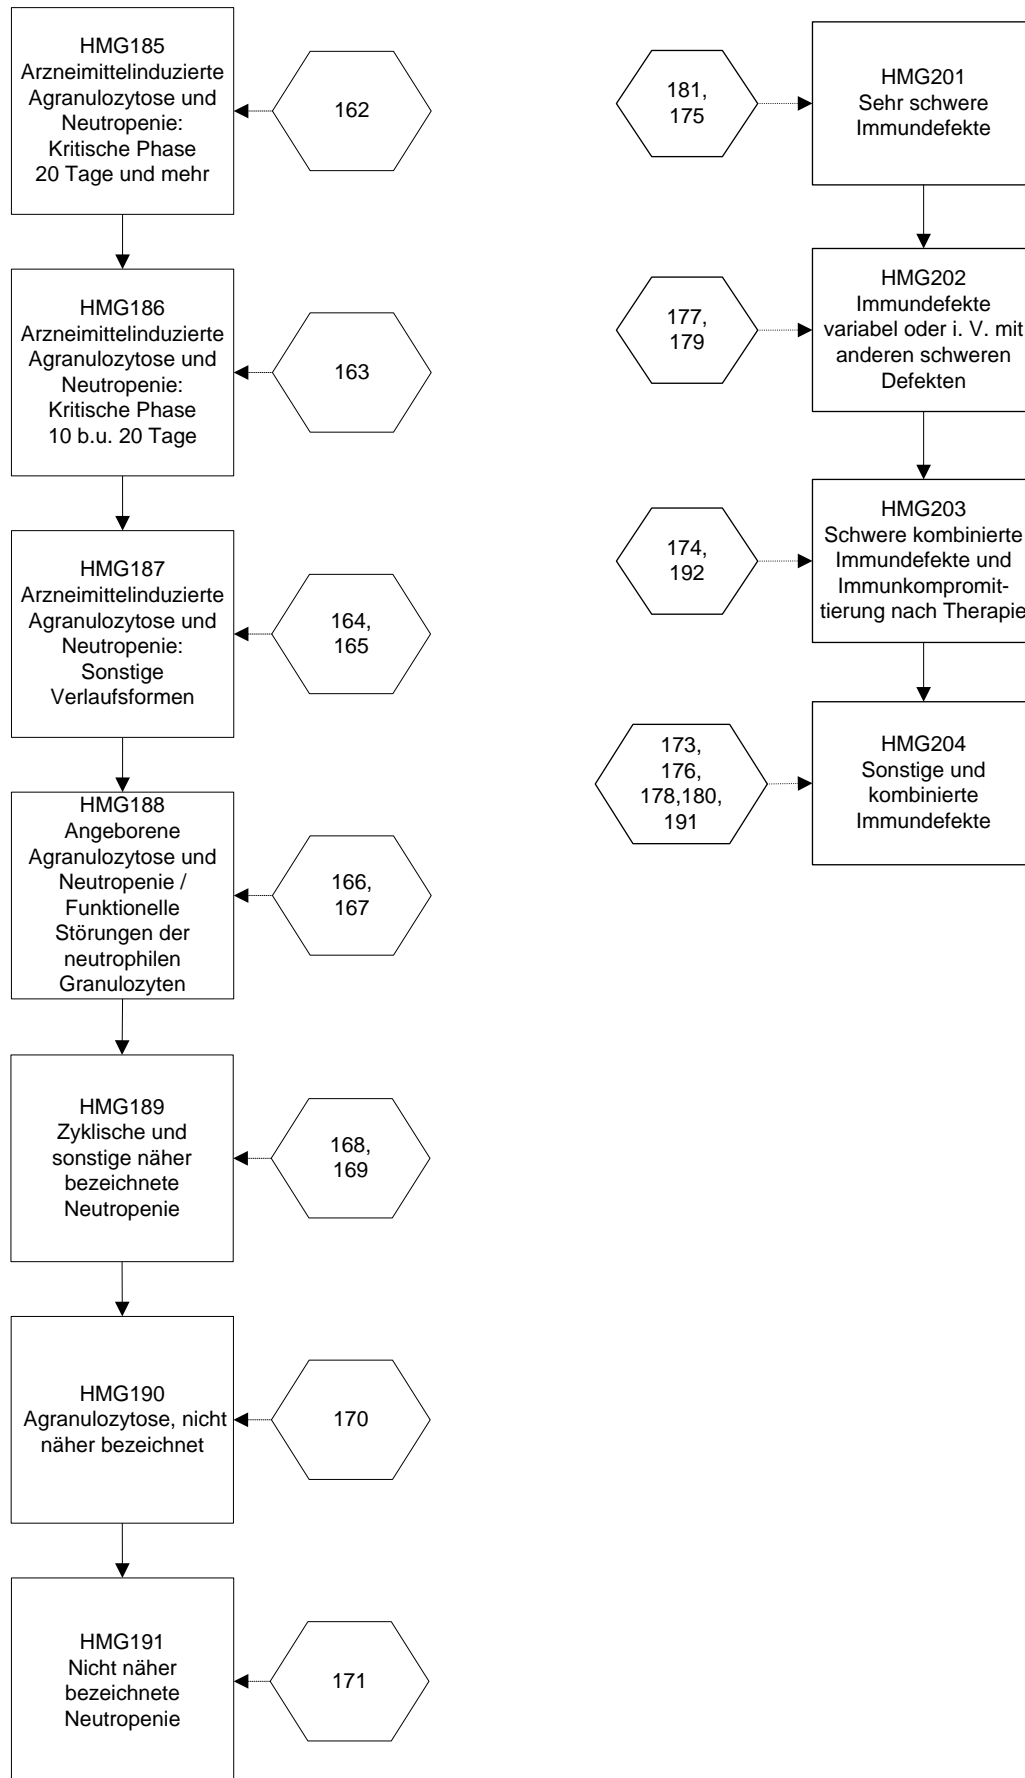 HMG185
Arzneimittelinduzierte
Agranulozytose und
Neutropenie:
Kritische Phase
20 Tage und mehr
162
HMG186
Arzneimittelinduzierte
Agranulozytose und
Neutropenie:
Kritische Phase
10 b.u. 20 Tage
163
HMG187
Arzneimittelinduzierte
Agranulozytose und
Neutropenie:
Sonstige
Verlaufsformen
164,
165
HMG188
Angeborene
Agranulozytose und
Neutropenie /
Funktionelle
Störungen der
neutrophilen
Granulozyten
166,
167
HMG189
Zyklische und
sonstige näher
bezeichnete
Neutropenie
168,
169
HMG190
Agranulozytose, nicht
näher bezeichnet
170
HMG191
Nicht näher
bezeichnete
Neutropenie
171
181,
175
HMG201
Sehr schwere
Immundefekte
177,
179
HMG202
Immundefekte
variabel oder i. V. mit
anderen schweren
Defekten
174,
192
HMG203
Schwere kombinierte
Immundefekte und
Immunkompromit-
tierung nach Therapie
173,
176,
178,180,
191
HMG204
Sonstige und
kombinierte
Immundefekte